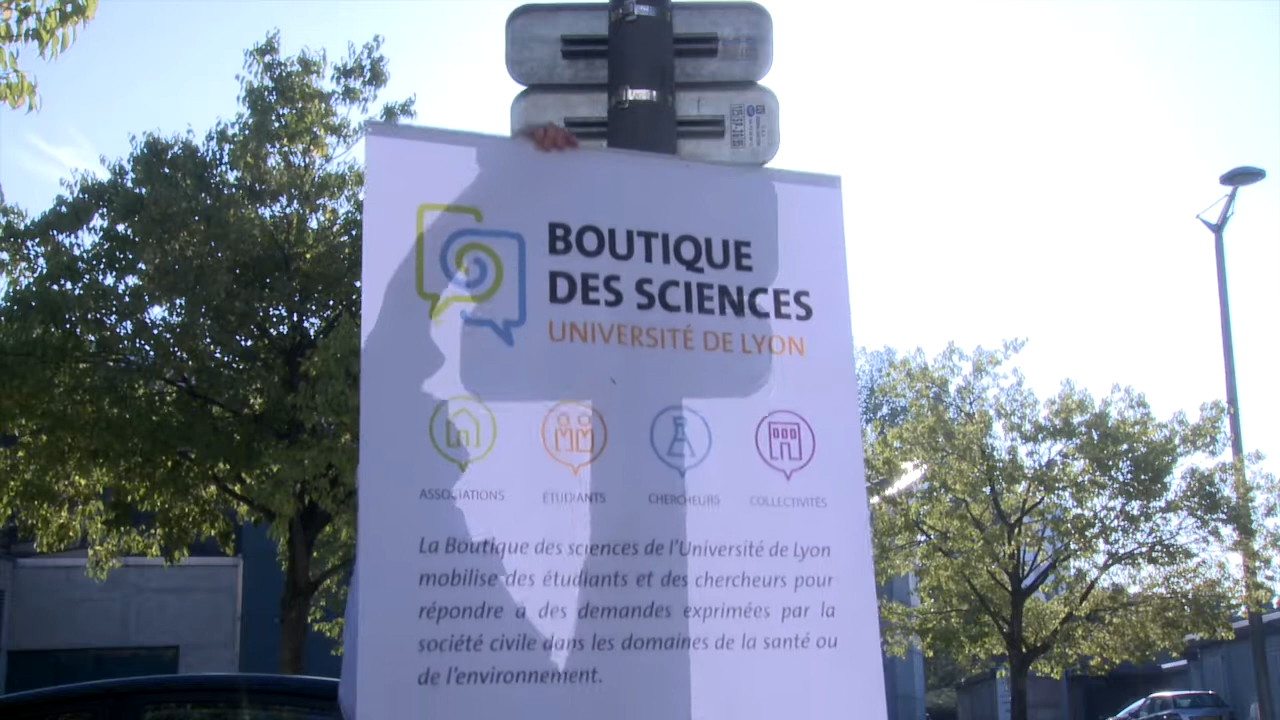 BOUTIQUE
DES SCIENCES
UNIVERSITÉ DE LYON
ASSOCIATIONS ÉTUDIANTS CHERCHEURS COLLECTIVITÉS
La Boutique des sciences de l'Université de Lyon
mobilise des étudiants et des chercheurs pour
répondre à des demandes exprimées par la
société civile dans les domaines de la santé ou
de l'environnement.